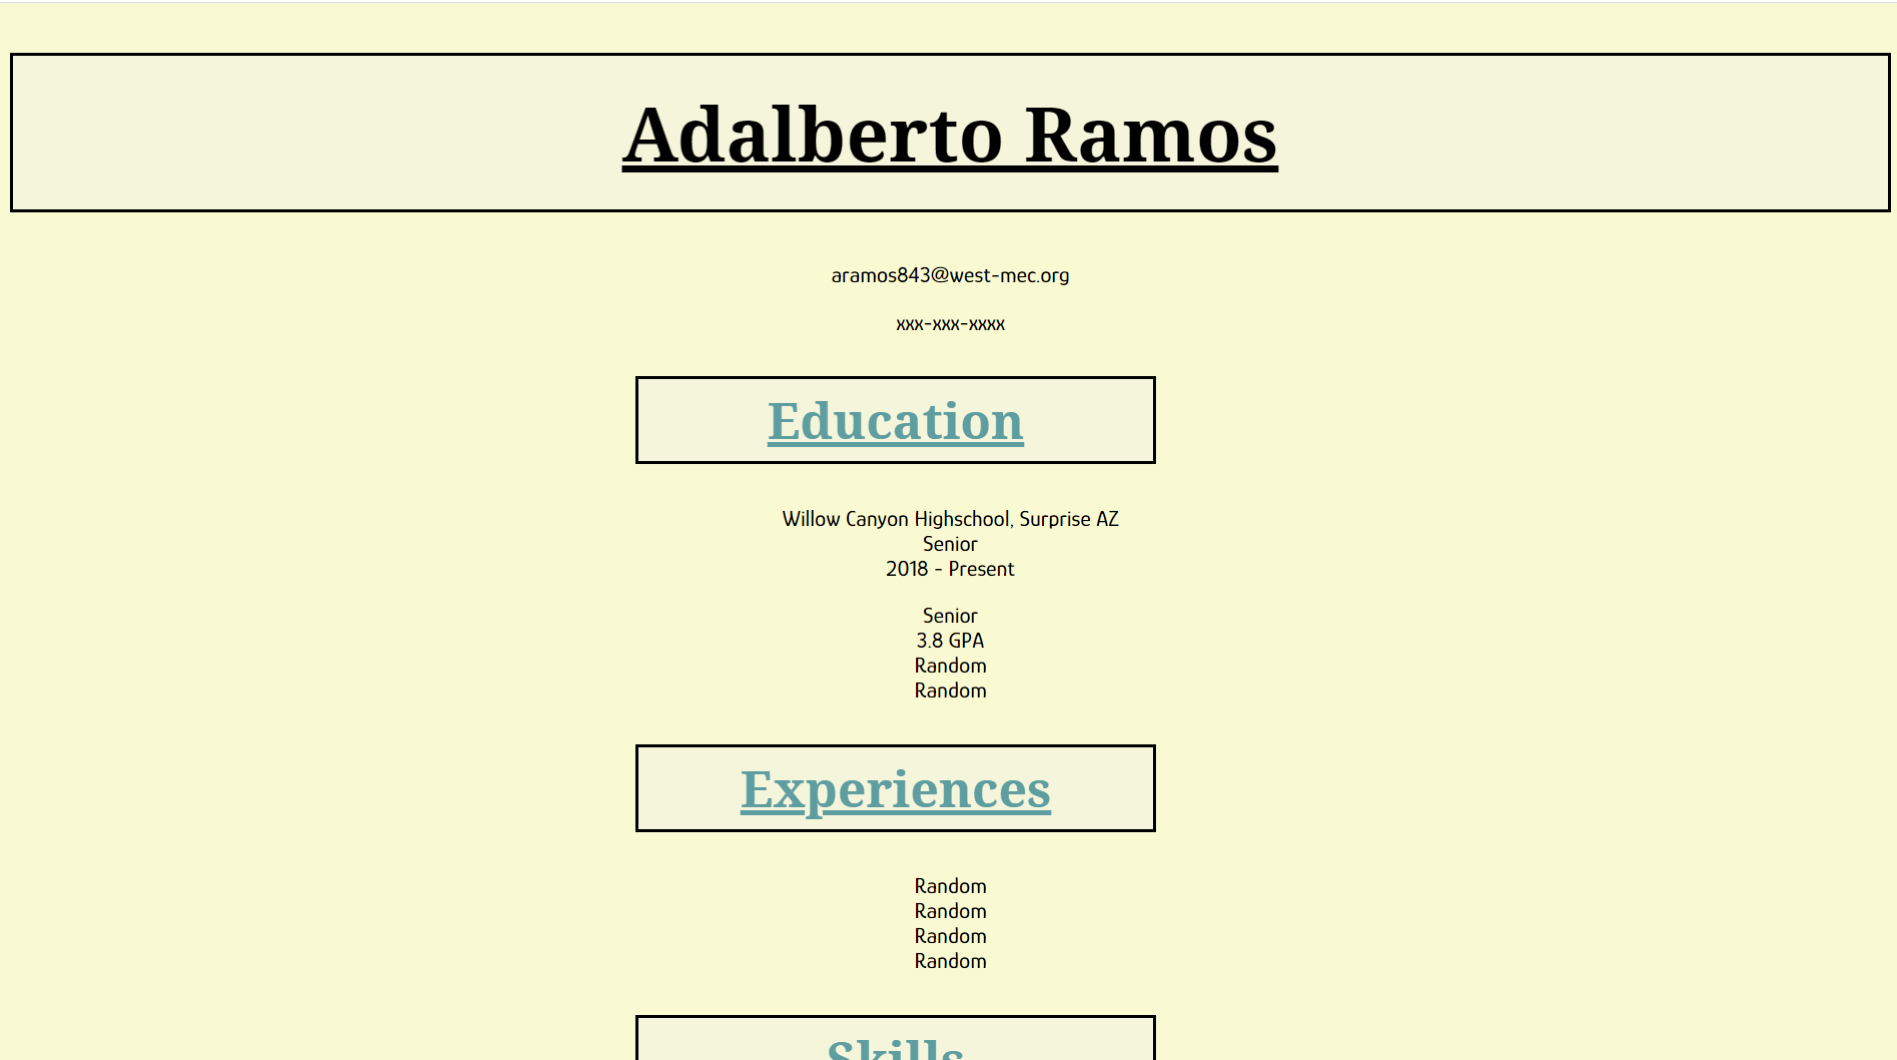 Adalberto Ramos
aramos843@west-mec.org
xxx-xxx-xxxx
Education
Willow Canyon Highschool, Surprise AZ
Senior
2018 - Present
Senior
3.8 GPA
Random
Random
Experiences
Random
Random
Random
Random
Skills